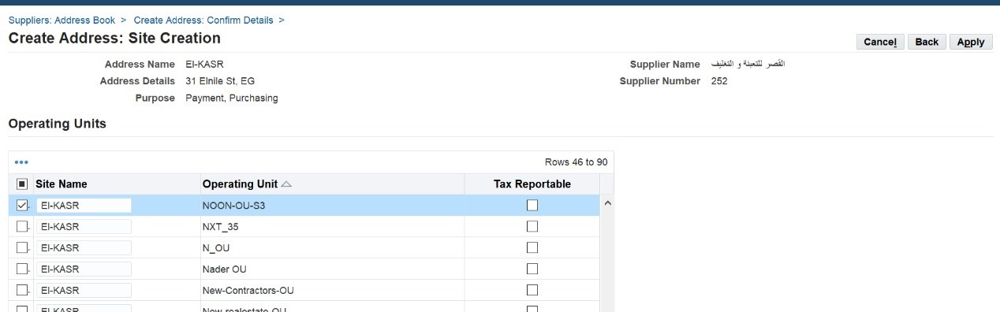 Suppliers: Address Book > Create Address: Confirm Details >
Create Address: Site Creation
Cancel Back Apply
Address Name El-KASR
Supplier Name القصر للتعبئة و التغليف
Address Details 31 Elnile St, EG
Supplier Number 252
Purpose Payment, Purchasing
Operating Units
Rows 46 to 90
Site Name Operating Unit Tax Reportable
El-KASR NOON-OU-S3
El-KASR NXT_35
El-KASR N_OU
El-KASR Nader OU
El-KASR New-Contractors-OU
El-KASR New-realestate-OU